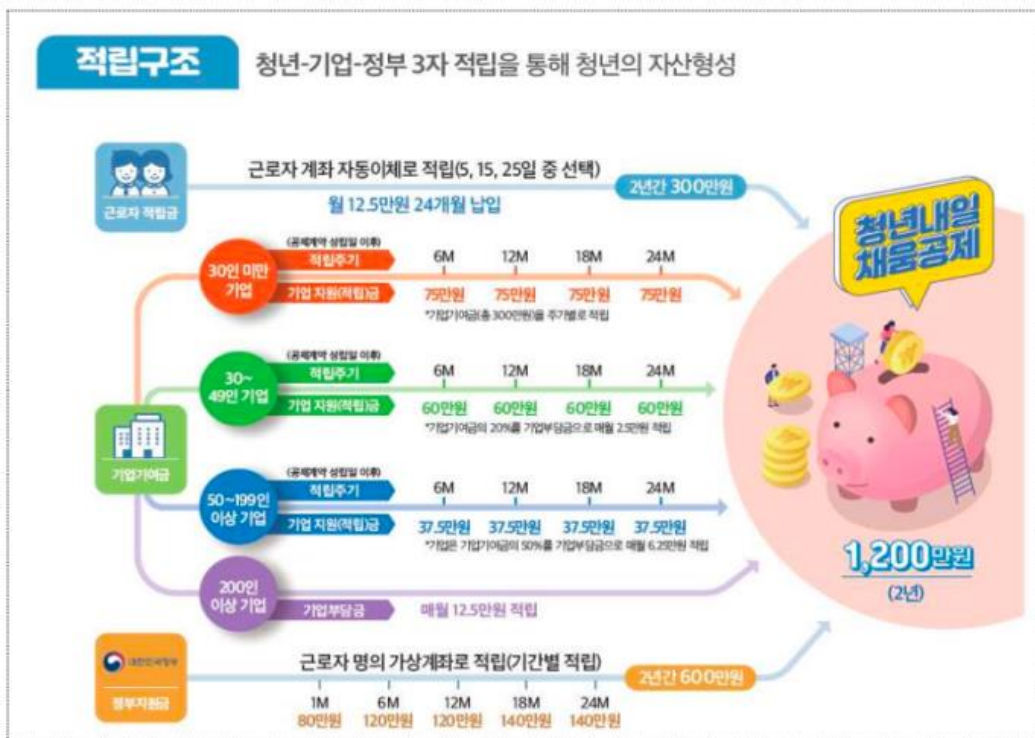 적립구조
청년-기업-정부 3자 적립을 통해 청년의 자산형성
근로자 적립금
근로자 계좌 자동이체로 적립(5, 15, 25일 중 선택)
월 12.5만원 24개월 납입
2년간 300만원
청년내일
채움공제
기업기여금
30인 미만
기업
(공제계약 성립일 이후)
적립주기 6M 12M 18M 24M
기업 지원(적립)금 75만원 75만원 75만원 75만원
*기업기여금(총 300만원)을 주기별로 적립
30~
49인 기업
(공제계약 성립일 이후)
적립주기 6M 12M 18M 24M
기업 지원(적립)금 60만원 60만원 60만원 60만원
*기업기여금의 20%를 기업부담금으로 매월 2.5만원 적립
50~199인
이상 기업
(공제계약 성립일 이후)
적립주기 6M 12M 18M 24M
기업 지원(적립)금 37.5만원 37.5만원 37.5만원 37.5만원
*기업은 기업기여금의 50%를 기업부담금으로 매월 6.25만원 적립
200인
이상 기업
기업부담금 매월 12.5만원 적립
1,200만원
(2년)
대한민국정부
정부지원금
근로자 명의 가상계좌로 적립(기간별 적립)
2년간 600만원
1M 6M 12M 18M 24M
80만원 120만원 120만원 140만원 140만원